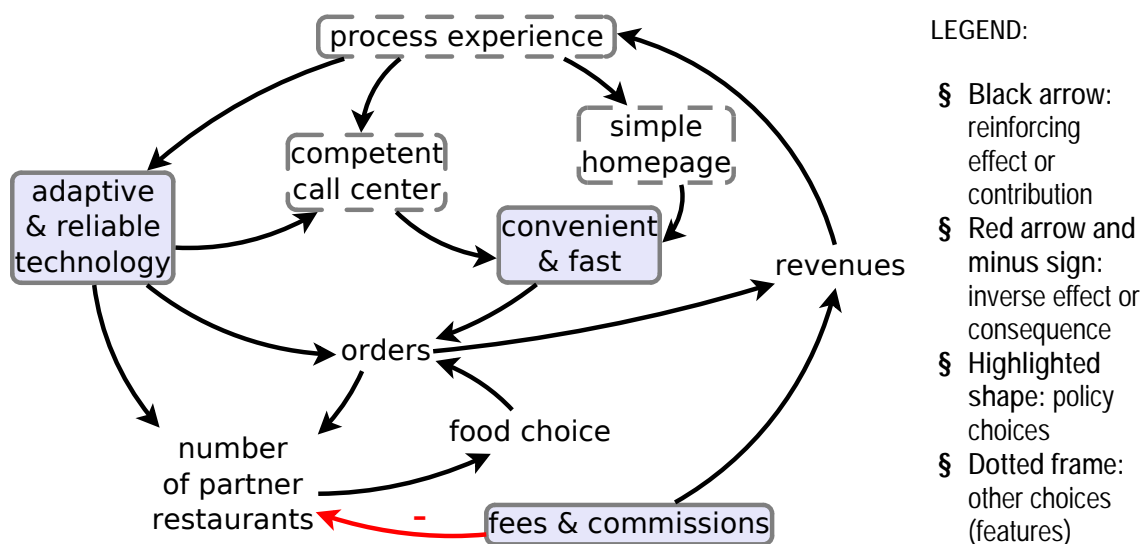 process experience
competent
call center
simple
homepage
adaptive
& reliable
technology
convenient
& fast
revenues
orders
food choice
number
of partner
restaurants
-
fees & commissions
LEGEND:
§ Black arrow:
reinforcing
effect or
contribution
§ Red arrow and
minus sign:
inverse effect or
consequence
§ Highlighted
shape: policy
choices
§ Dotted frame:
other choices
(features)